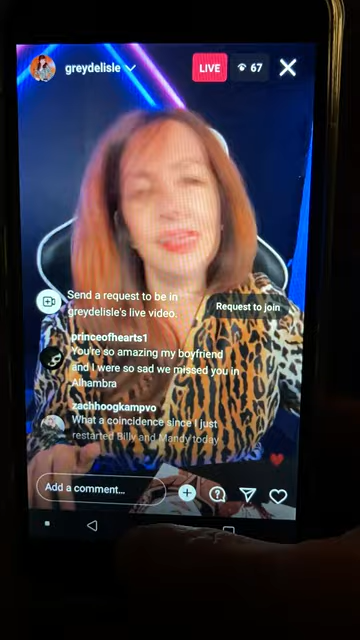 greydelisle
LIVE
67
Send a request to be in
greydelisle's live video.
Request to join
princeofhearts1
You're so amazing my boyfriend
and I were so sad we missed you in
Alhambra
zachhoogkampvo
What a coincidence since I just
restarted Billy and Mandy today
Add a comment...